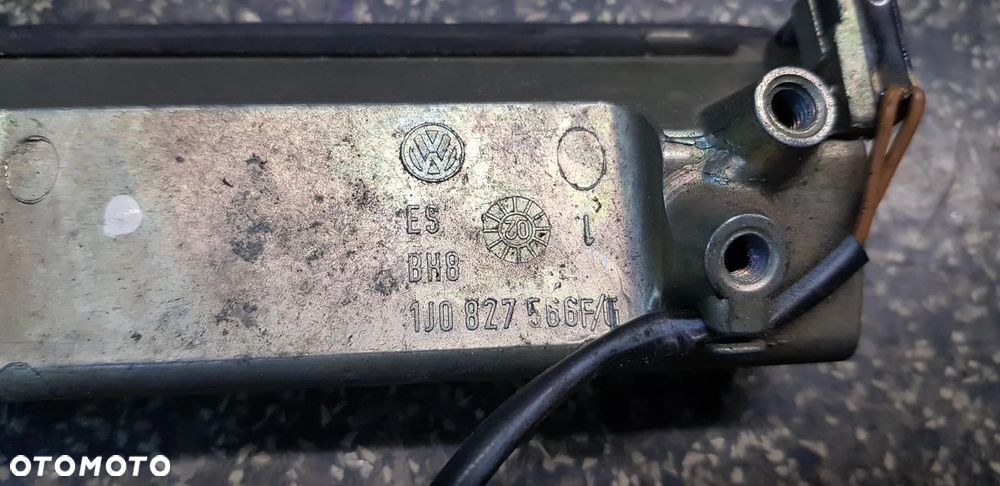 VW
ES 02 1
BH8
1J0 827 566F/G
OTOMOTO